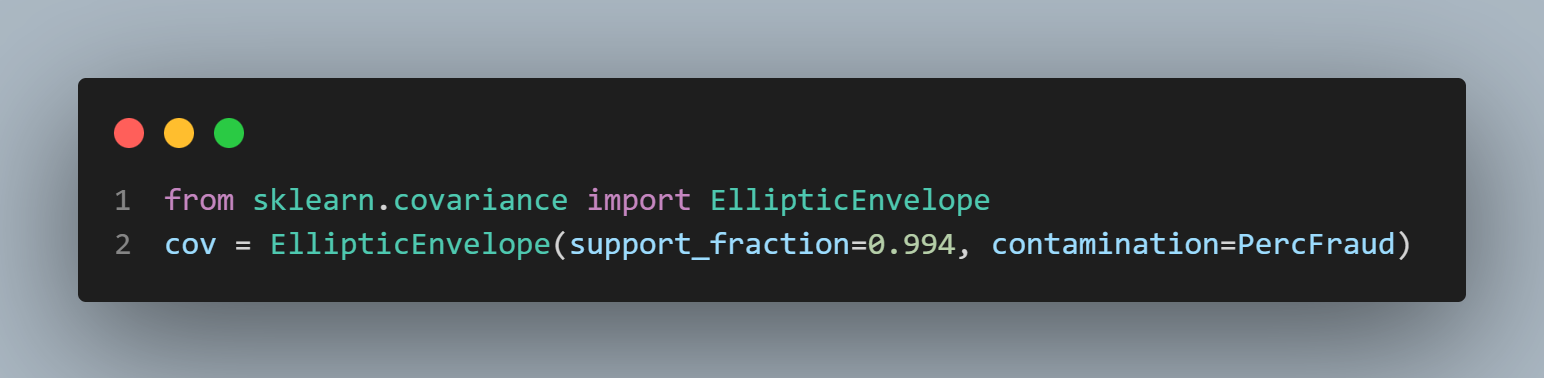 1 from sklearn.covariance import EllipticEnvelope
2 cov = EllipticEnvelope(support_fraction=0.994, contamination=PercFraud)